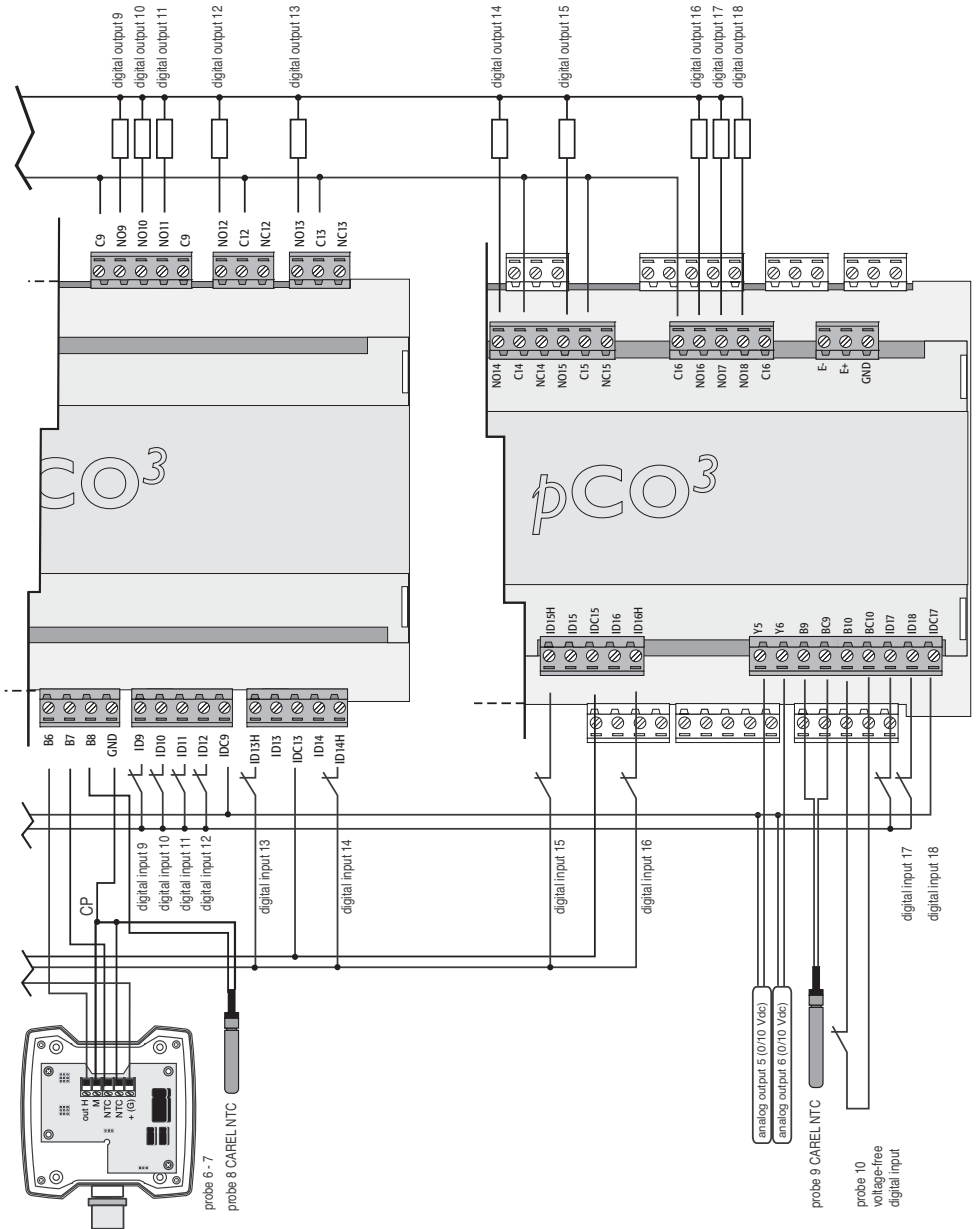 digital output 9
digital output 10
digital output 11
digital output 12
digital output 13
digital output 14
digital output 15
digital output 16
digital output 17
digital output 18
C9
NO9
NO10
NO11
C9
NO12
C12
NC12
NO13
C13
NC13
NO14
C14
NC14
NO15
C15
NC15
C16
NO16
NO17
NO18
C16
E-
E+
GND
CO3
pCO3
B6
B7
B8
GND
ID9
ID10
ID11
ID12
IDC9
ID13H
ID13
IDC13
ID14
ID14H
ID15H
ID15
IDC15
ID16
ID16H
Y5
Y6
B9
BC9
B10
BC10
ID17
ID18
IDC17
CP
digital input 9
digital input 10
digital input 11
digital input 12
digital input 13
digital input 14
digital input 15
digital input 16
digital input 17
digital input 18
out H
M
NTC
NTC
+ (G)
probe 6 - 7
probe 8 CAREL NTC
analog output 5 (0/10 Vdc)
analog output 6 (0/10 Vdc)
probe 9 CAREL NTC
probe 10
voltage-free
digital input